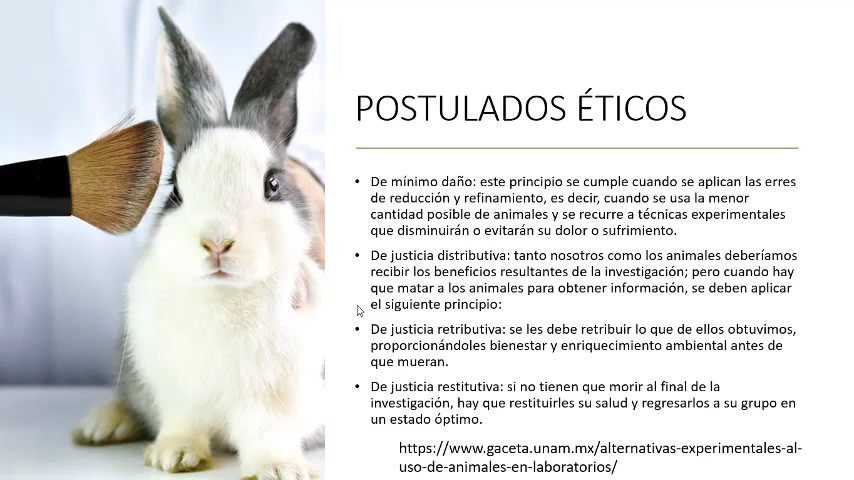 POSTULADOS ÉTICOS
• De mínimo daño: este principio se cumple cuando se aplican las erres
de reducción y refinamiento, es decir, cuando se usa la menor
cantidad posible de animales y se recurre a técnicas experimentales
que disminuirán o evitarán su dolor o sufrimiento.
• De justicia distributiva: tanto nosotros como los animales deberíamos
recibir los beneficios resultantes de la investigación; pero cuando hay
que matar a los animales para obtener información, se deben aplicar
el siguiente principio:
• De justicia retributiva: se les debe retribuir lo que de ellos obtuvimos,
proporcionándoles bienestar y enriquecimiento ambiental antes de
que mueran.
• De justicia restitutiva: si no tienen que morir al final de la
investigación, hay que restituirles su salud y regresarlos a su grupo en
un estado óptimo.
https://www.gaceta.unam.mx/alternativas-experimentales-al-
uso-de-animales-en-laboratorios/